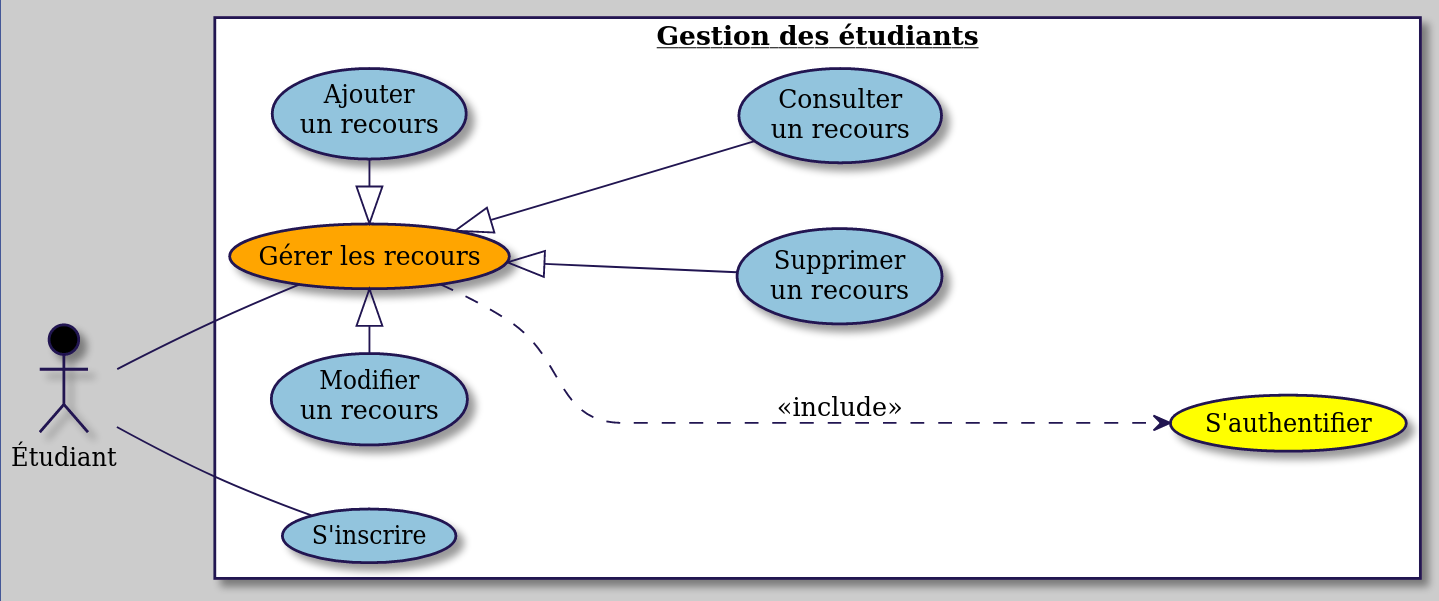 Gestion des étudiants
Ajouter
un recours
Consulter
un recours
Gérer les recours
Supprimer
un recours
Modifier
un recours
«include»
S'authentifier
Étudiant
S'inscrire